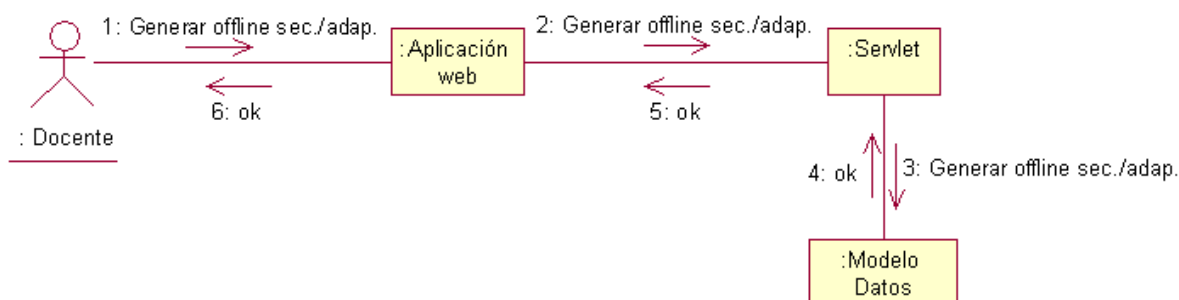 1: Generar offline sec./adap.
2: Generar offline sec./adap.
:Aplicación
web
:Servlet
6: ok
5: ok
: Docente
4: ok
3: Generar offline sec./adap.
:Modelo
Datos